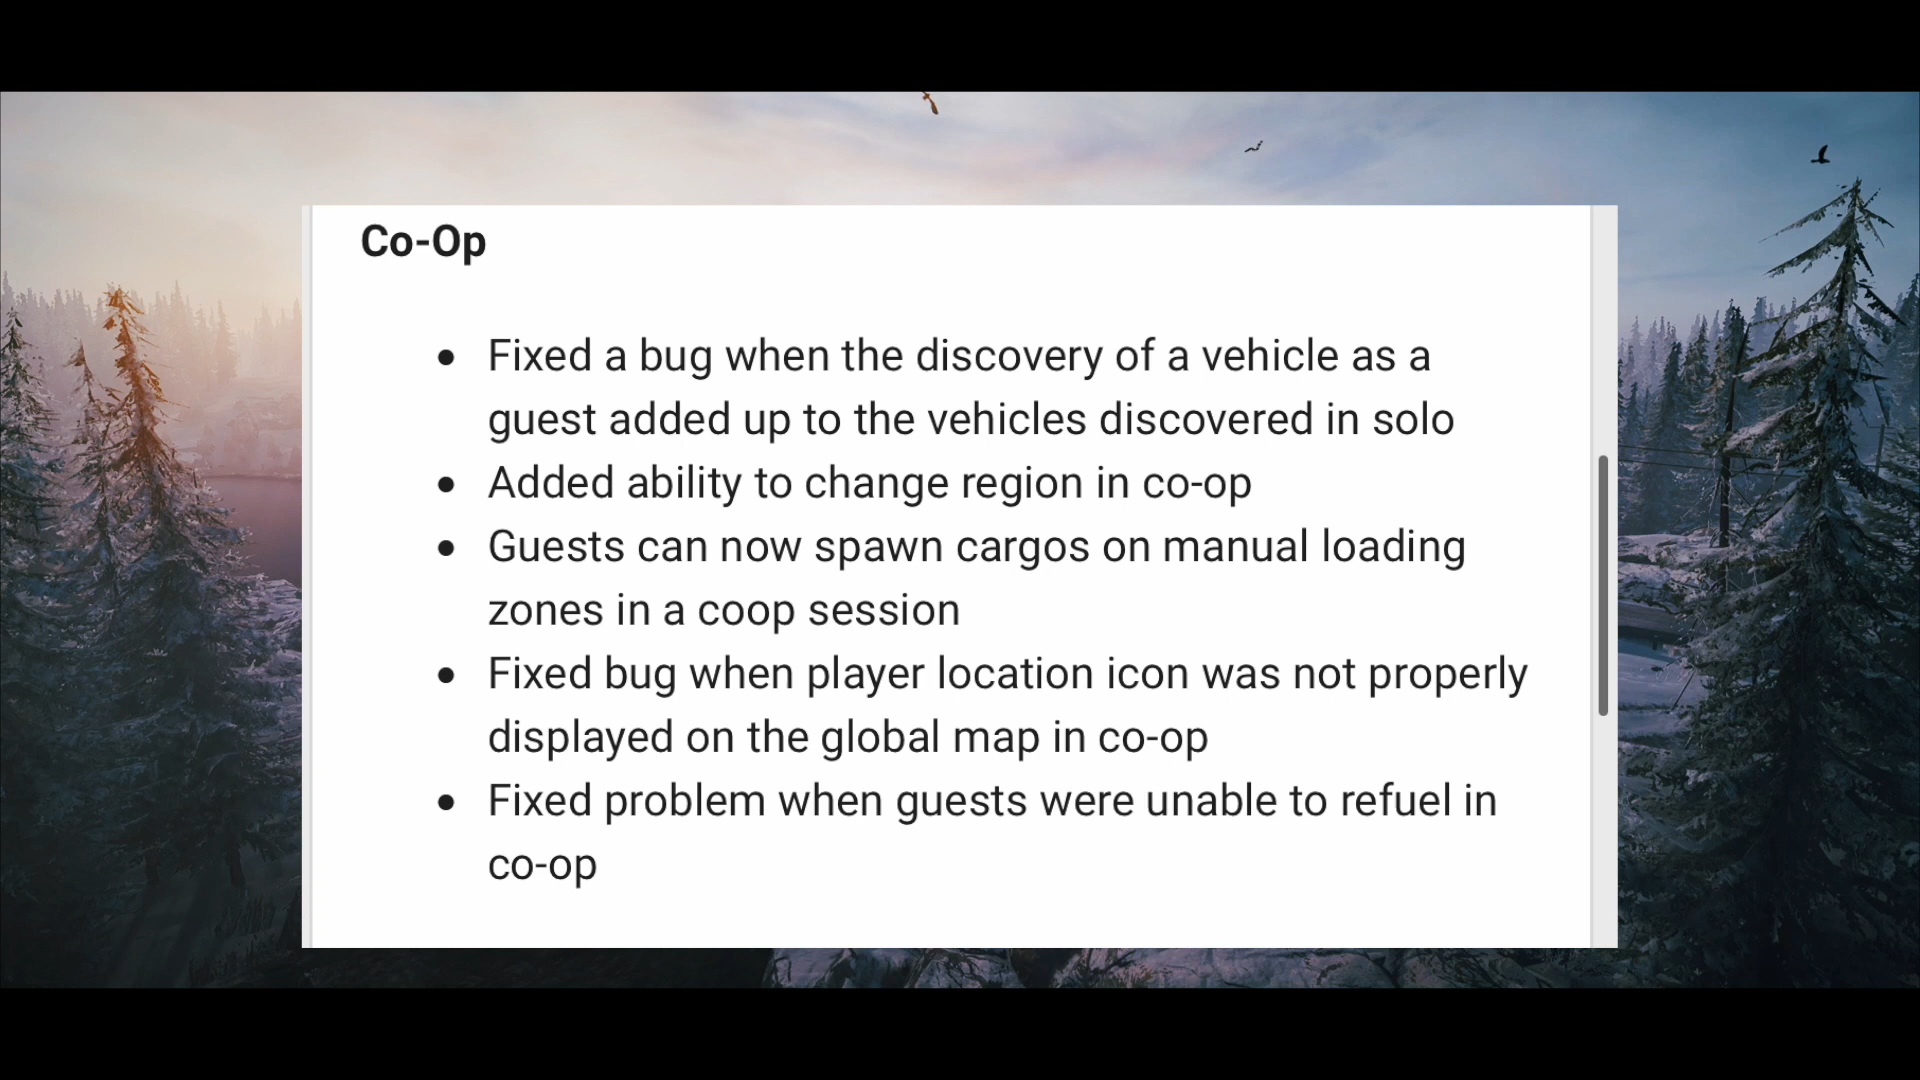 Co-Op
• Fixed a bug when the discovery of a vehicle as a
guest added up to the vehicles discovered in solo
• Added ability to change region in co-op
• Guests can now spawn cargos on manual loading
zones in a coop session
• Fixed bug when player location icon was not properly
displayed on the global map in co-op
• Fixed problem when guests were unable to refuel in
co-op